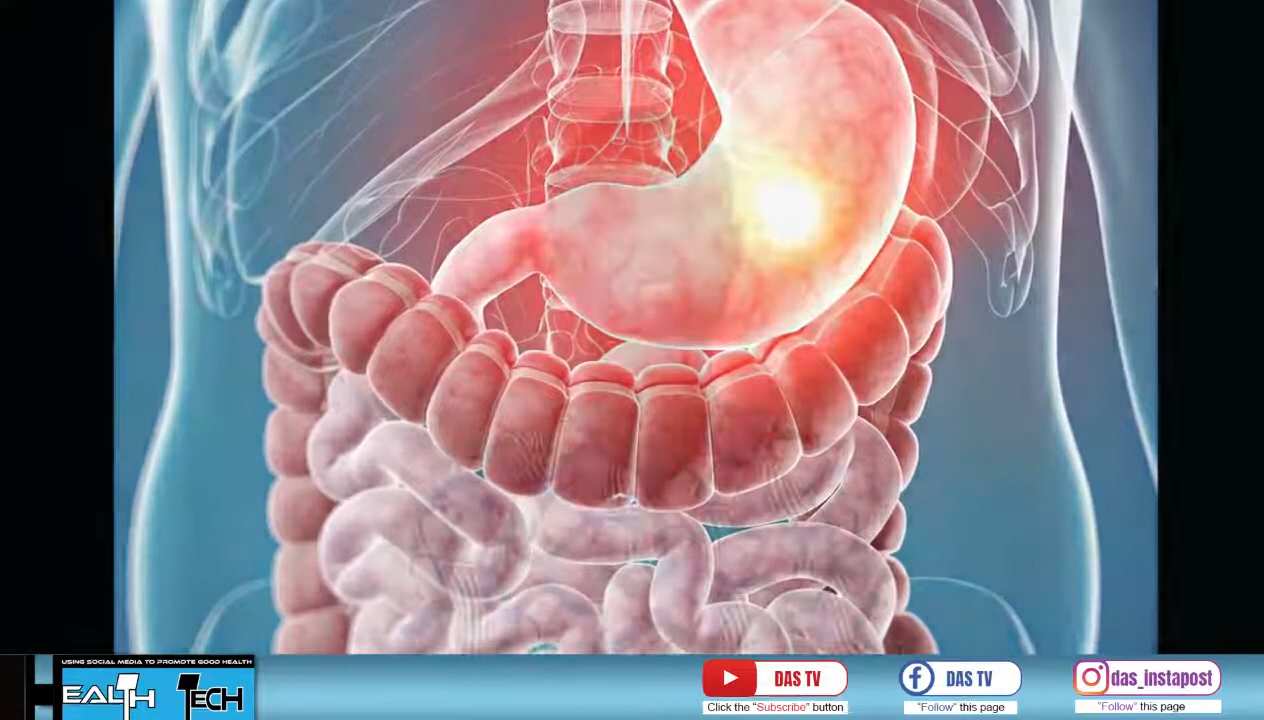 USING SOCIAL MEDIA TO PROMOTE GOOD HEALTH
EALTH TECH
DAS TV
Click the "Subscribe" button
DAS TV
"Follow" this page
das_instapost
"Follow" this page